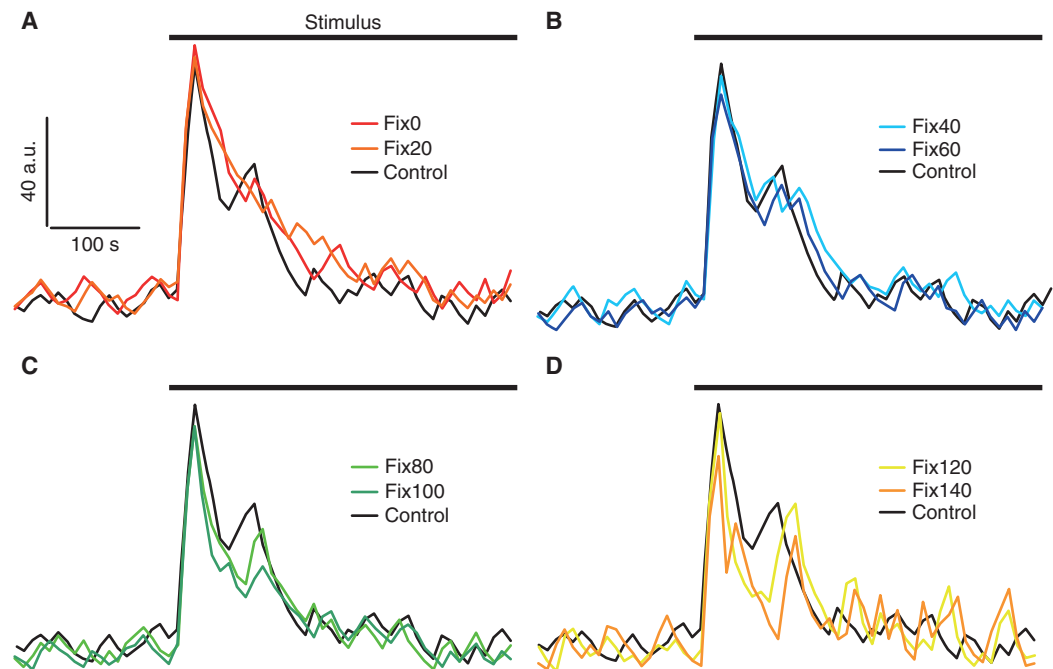 A
Stimulus
40 a.u.
100 s
Fix0
Fix20
Control
B
Fix40
Fix60
Control
C
Fix80
Fix100
Control
D
Fix120
Fix140
Control